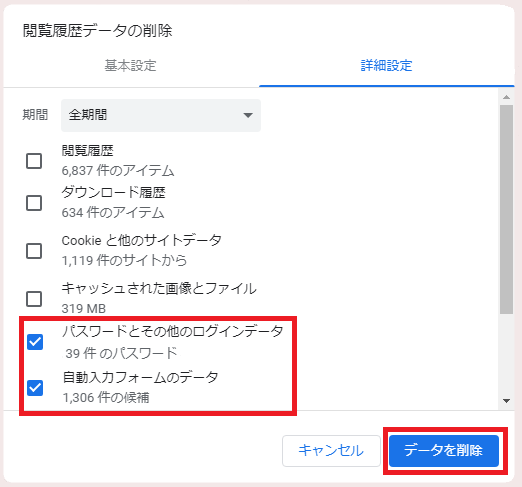 閲覧履歴データの削除
基本設定
詳細設定
期間 全期間
閲覧履歴
6,837 件のアイテム
ダウンロード履歴
634 件のアイテム
Cookie と他のサイトデータ
1,119 件のサイトから
キャッシュされた画像とファイル
319 MB
パスワードとその他のログインデータ
39 件 のパスワード
自動入力フォームのデータ
1,306 件の候補
キャンセル
データを削除